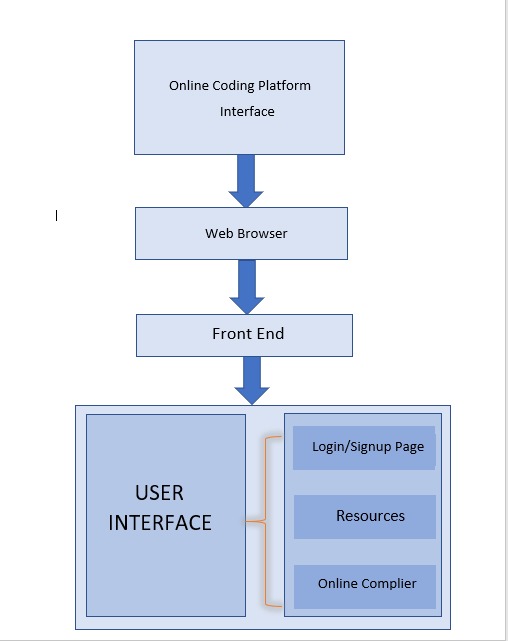 Online Coding Platform
Interface
Web Browser
Front End
USER
INTERFACE
Login/Signup Page
Resources
Online Complier